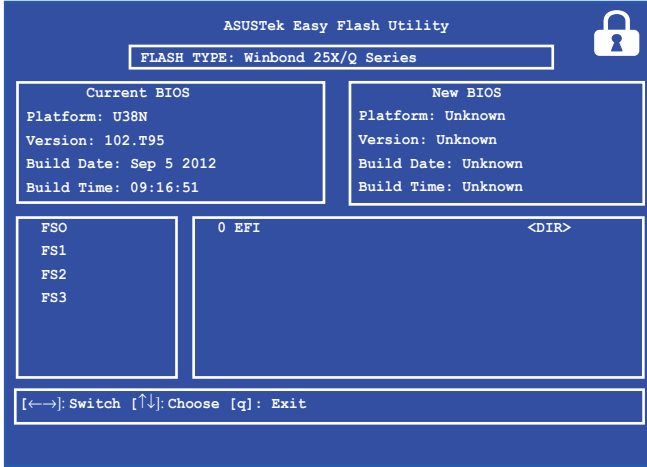 ASUSTek Easy Flash Utility
FLASH TYPE: Winbond 25X/Q Series
Current BIOS
Platform: U38N
Version: 102.T95
Build Date: Sep 5 2012
Build Time: 09:16:51
New BIOS
Platform: Unknown
Version: Unknown
Build Date: Unknown
Build Time: Unknown
FSO
FS1
FS2
FS3
0 EFI <DIR>
[←→]: Switch [↑↓]: Choose [q]: Exit